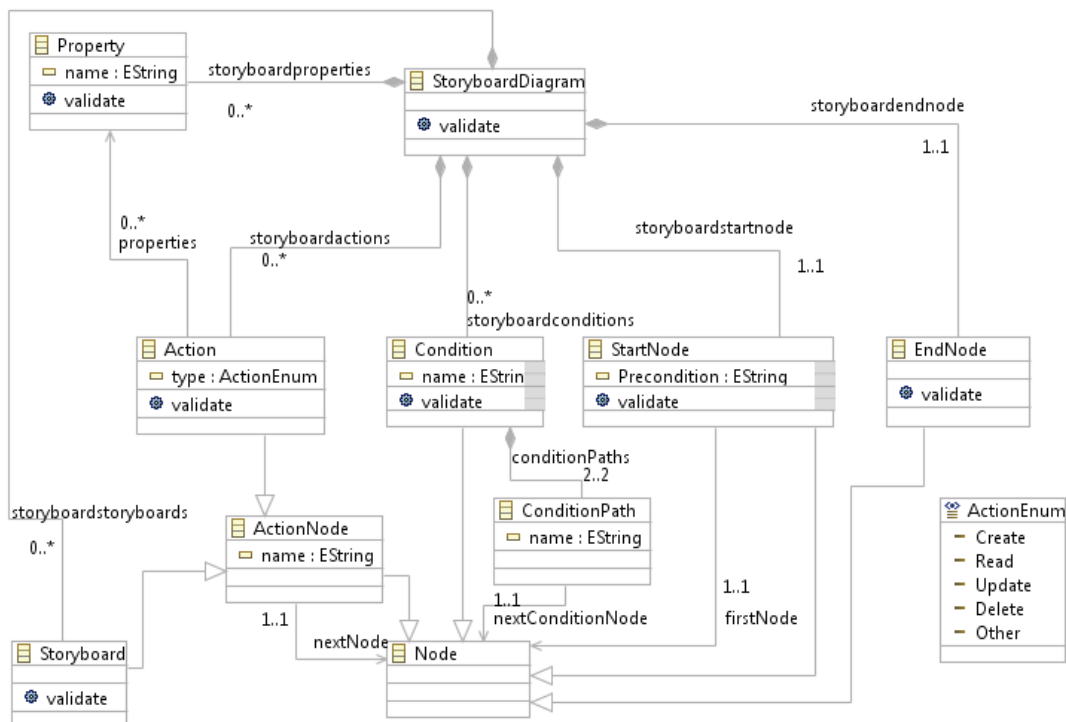 Property
name : EString
validate
storyboardproperties
0..*
StoryboardDiagram
validate
storyboardendnode
1..1
0..*
properties
storyboardactions
0..*
storyboardstartnode
1..1
0..*
storyboardconditions
Action
type : ActionEnum
validate
Condition
name : EStrin
validate
StartNode
Precondition : EString
validate
EndNode
validate
conditionPaths
2..2
storyboardstoryboards
0..*
ActionNode
name : EString
ConditionPath
name : EString
ActionEnum
Create
Read
Update
Delete
Other
1..1
nextNode
1..1
nextConditionNode
1..1
firstNode
Storyboard
validate
Node